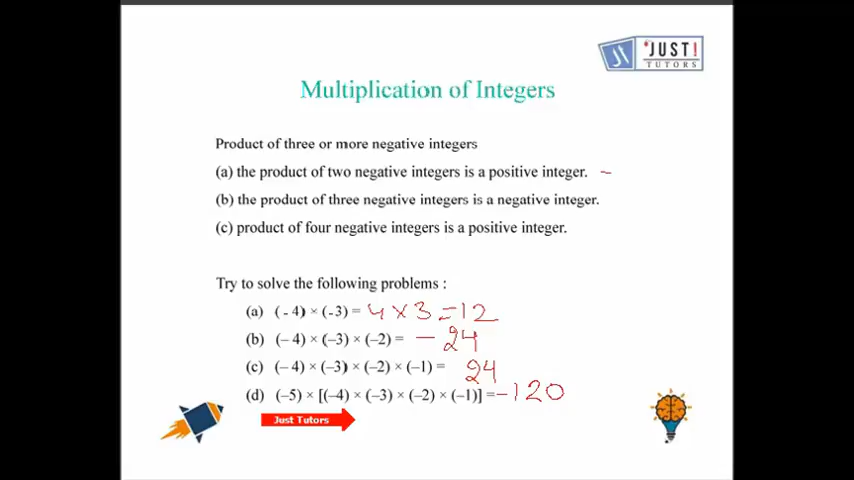 JUST!
TUTORS
Multiplication of Integers
Product of three or more negative integers
(a) the product of two negative integers is a positive integer. –
(b) the product of three negative integers is a negative integer.
(c) product of four negative integers is a positive integer.
Try to solve the following problems :
(a) (-4) × (-3) = 4 × 3 = 12
(b) (– 4) × (–3) × (–2) = – 24
(c) (– 4) × (–3) × (–2) × (–1) = 24
(d) (–5) × [(–4) × (–3) × (–2) × (–1)] = –120
Just Tutors